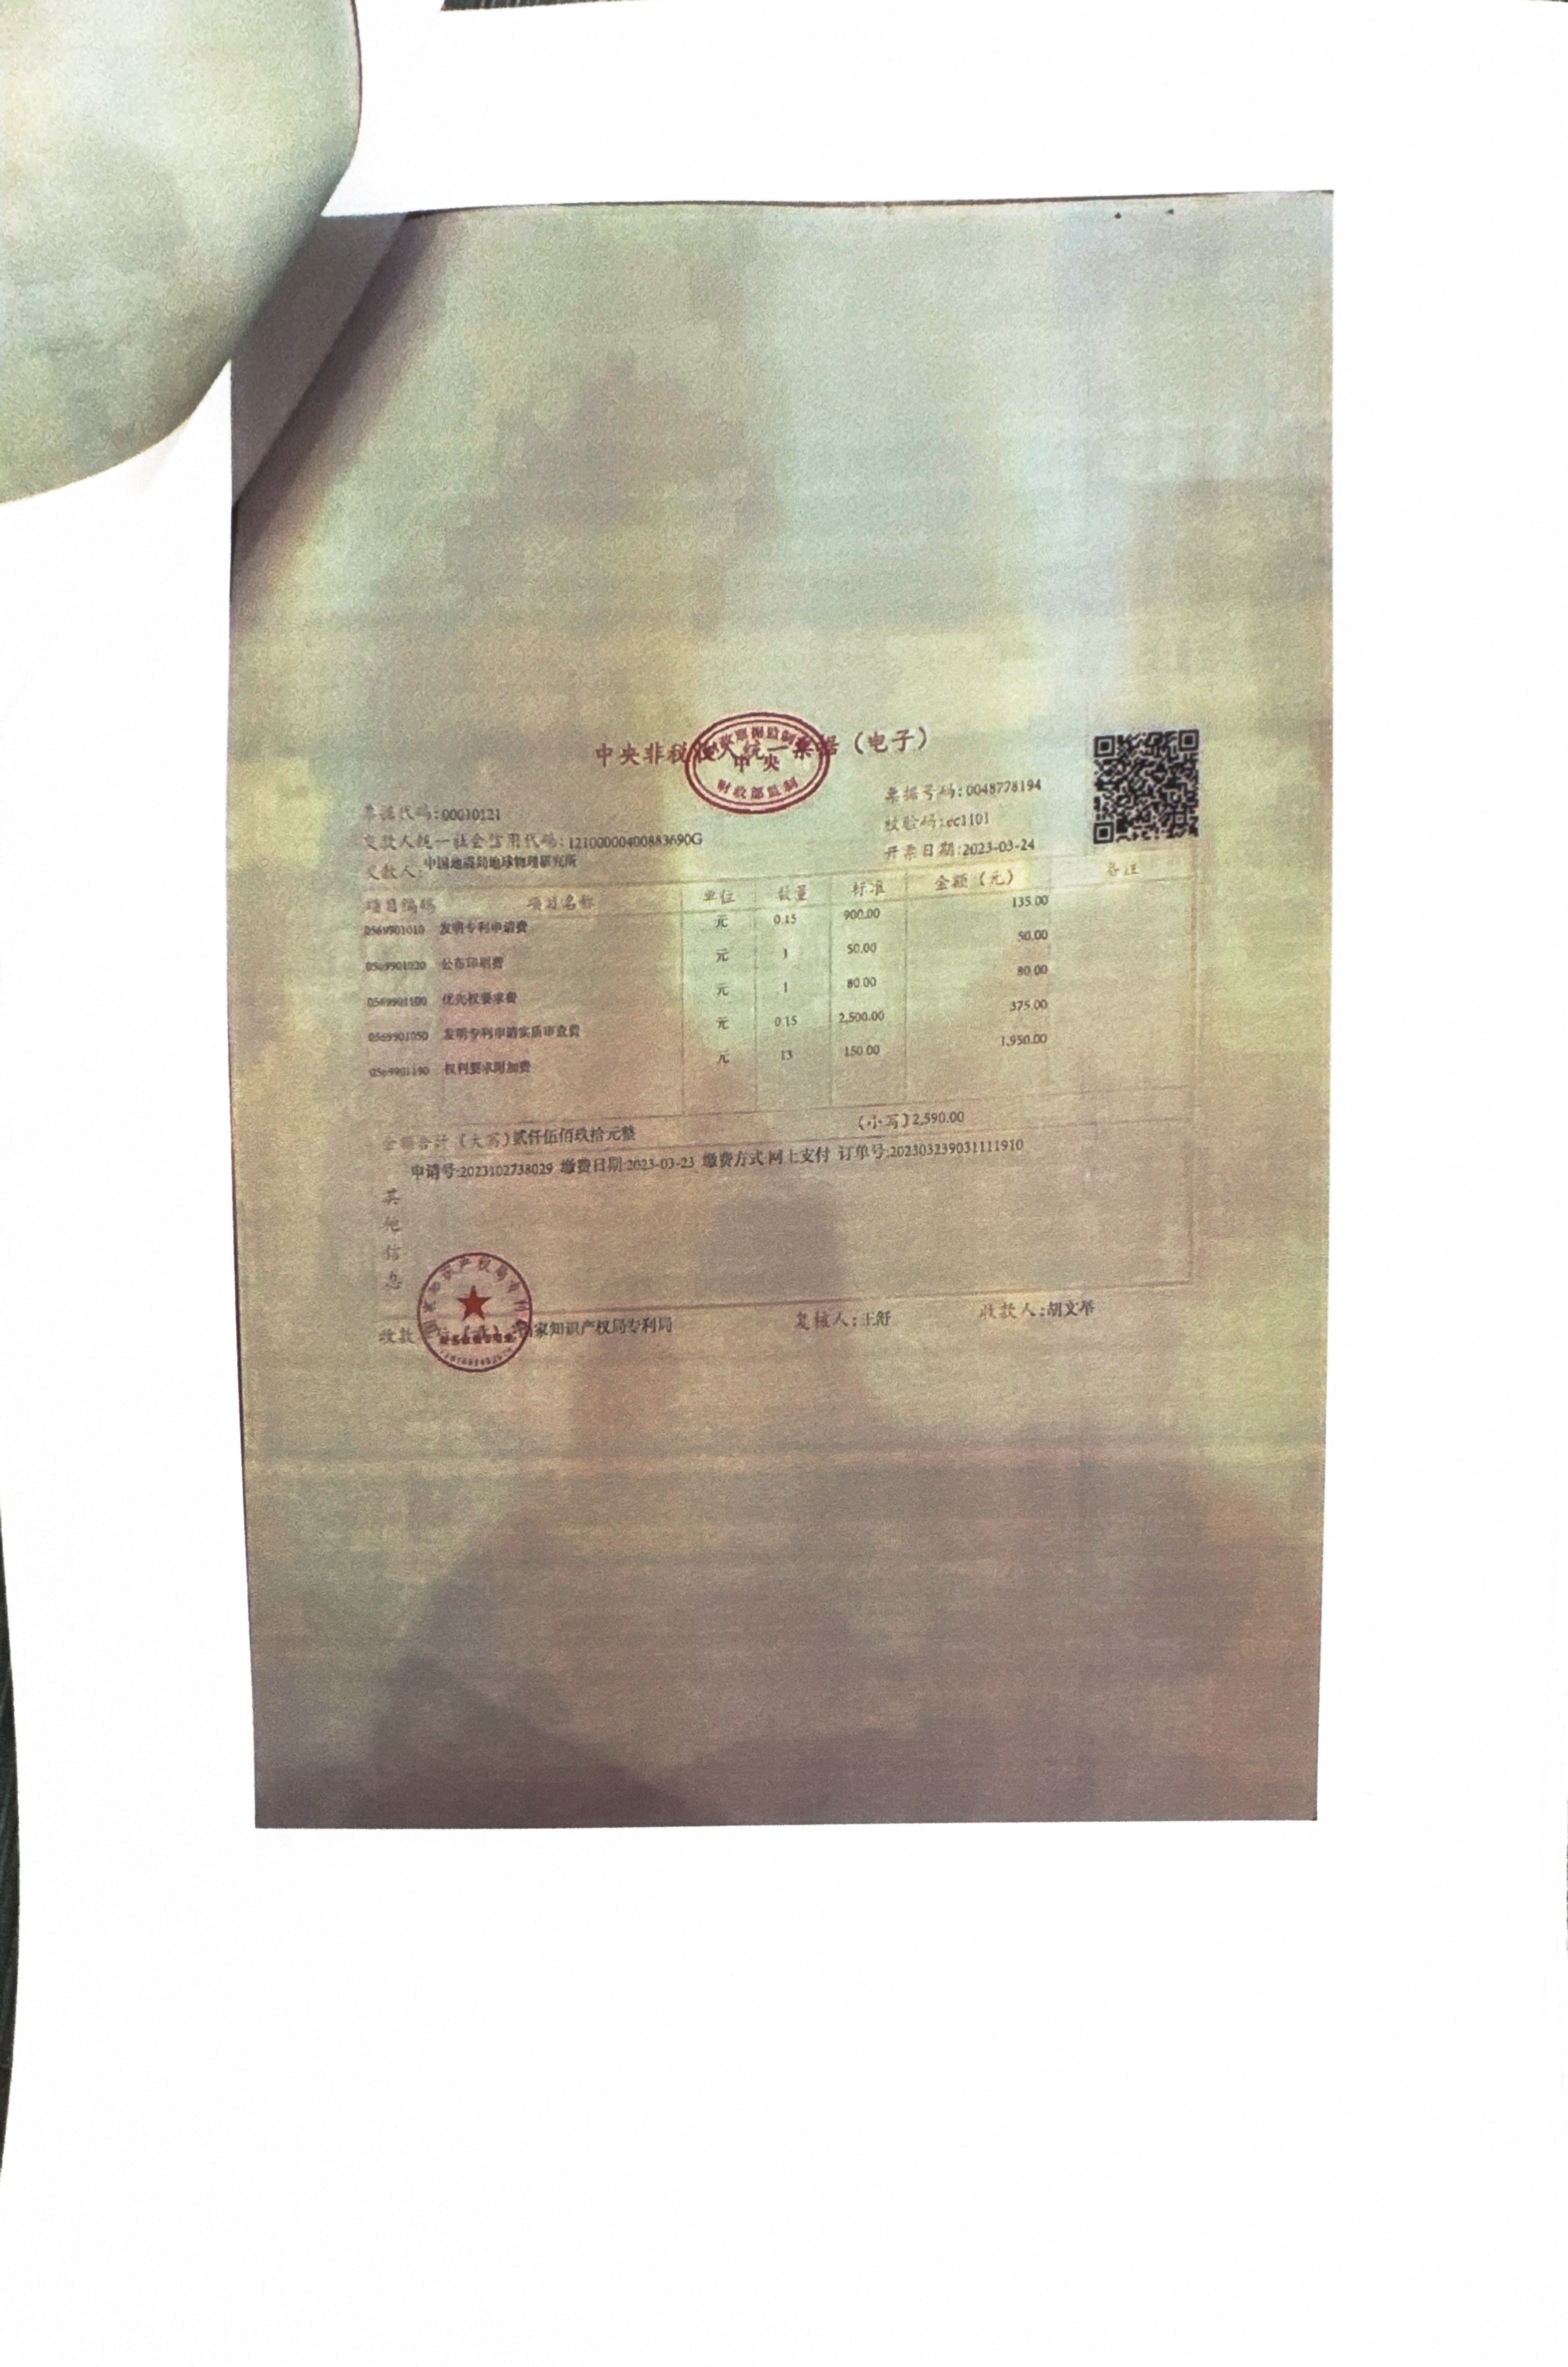 中央非税收入统一票据（电子）
中央
财政部监制
票据代码:00010121
票据号码:0048778194
交款人统一社会信用代码:12100000400883690G
校验码:ec1101
交款人:中国地震局地球物理研究所
开票日期:2023-03-24
项目编码 项目名称 单位 数量 标准 金额（元） 备注
0569901010 发明专利申请费 元 0.15 900.00 135.00
0569901020 公布印刷费 元 1 50.00 50.00
0569901100 优先权要求费 元 1 80.00 80.00
0569901050 发明专利申请实质审查费 元 0.15 2,500.00 375.00
0569901190 权利要求附加费 元 13 150.00 1,950.00
金额合计（大写）贰仟伍佰玖拾元整 （小写）2,590.00
申请号:2023102738029 缴费日期:2023-03-23 缴费方式:网上支付 订单号:202303239031111910
其他信息
收款 国家知识产权局专利局 复核人:王舒 收款人:胡文